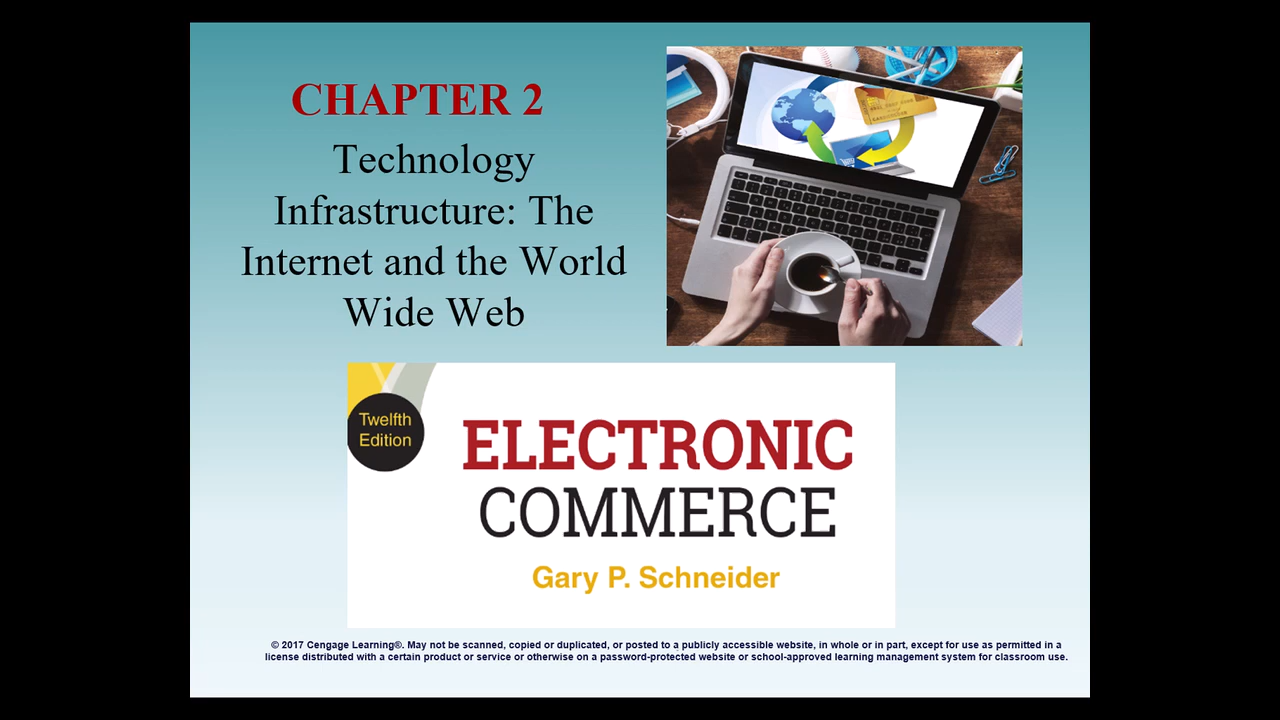 CHAPTER 2
Technology
Infrastructure: The
Internet and the World
Wide Web
Twelfth
Edition
ELECTRONIC
COMMERCE
Gary P. Schneider
© 2017 Cengage Learning®. May not be scanned, copied or duplicated, or posted to a publicly accessible website, in whole or in part, except for use as permitted in a
license distributed with a certain product or service or otherwise on a password-protected website or school-approved learning management system for classroom use.